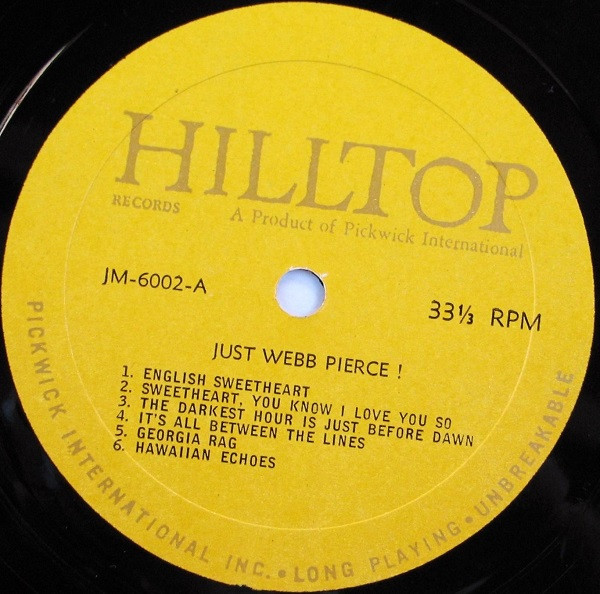 HILLTOP
RECORDS
A Product of Pickwick International
JM-6002-A
33⅓ RPM
JUST WEBB PIERCE !
1. ENGLISH SWEETHEART
2. SWEETHEART, YOU KNOW I LOVE YOU SO
3. THE DARKEST HOUR IS JUST BEFORE DAWN
4. IT'S ALL BETWEEN THE LINES
5. GEORGIA RAG
6. HAWAIIAN ECHOES
PICKWICK INTERNATIONAL INC. • LONG PLAYING • UNBREAKABLE